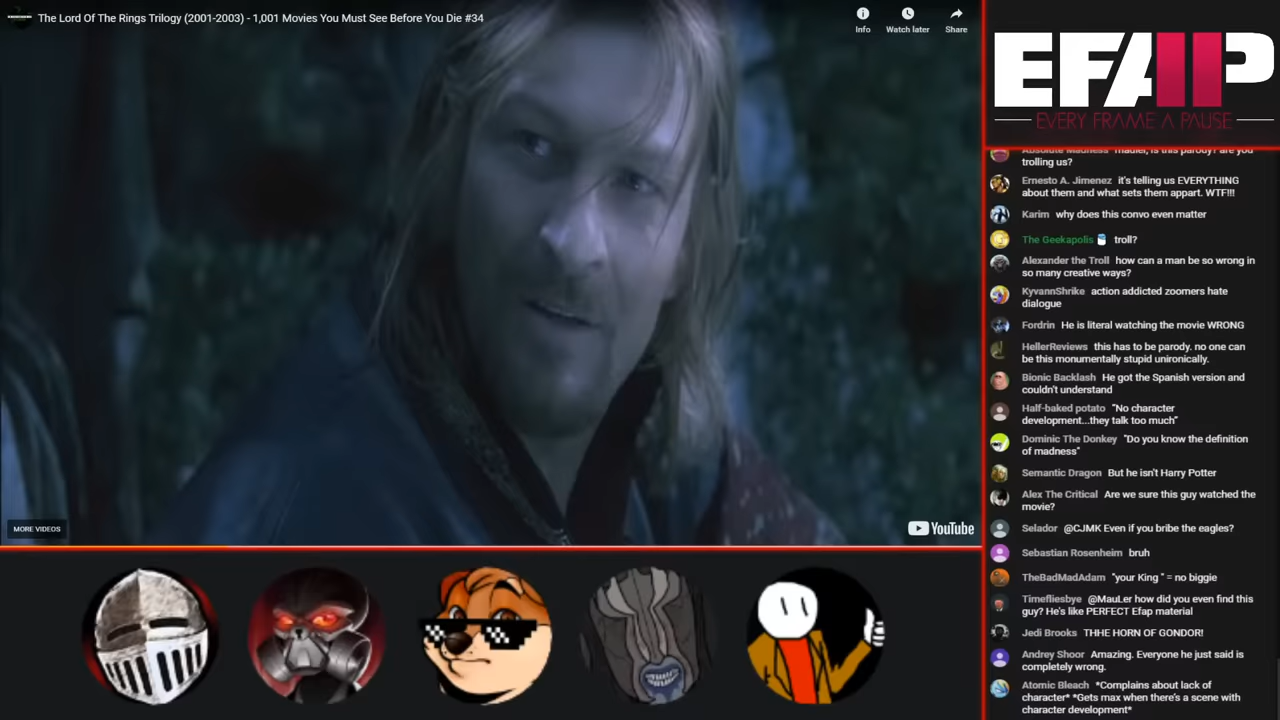 The Lord Of The Rings Trilogy (2001-2003) - 1,001 Movies You Must See Before You Die #34
Info
Watch later
Share
MORE VIDEOS
YouTube
EFAP
EVERY FRAME A PAUSE
Absolute Madness mauler, is this parody? are you
trolling us?
Ernesto A. Jimenez it's telling us EVERYTHING
about them and what sets them appart. WTF!!!
Karim why does this convo even matter
The Geekapolis troll?
Alexander the Troll how can a man be so wrong in
so many creative ways?
KyvannShrike action addicted zoomers hate
dialogue
Fordrin He is literal watching the movie WRONG
HellerReviews this has to be parody. no one can
be this monumentally stupid unironically.
Bionic Backlash He got the Spanish version and
couldn't understand
Half-baked potato "No character
development...they talk too much"
Dominic The Donkey "Do you know the definition
of madness"
Semantic Dragon But he isn't Harry Potter
Alex The Critical Are we sure this guy watched the
movie?
Selador @CJMK Even if you bribe the eagles?
Sebastian Rosenheim bruh
TheBadMadAdam "your King " = no biggie
Timefliesbye @MauLer how did you even find this
guy? He's like PERFECT Efap material
Jedi Brooks THHE HORN OF GONDOR!
Andrey Shoor Amazing. Everyone he just said is
completely wrong.
Atomic Bleach *Complains about lack of
character* *Gets max when there's a scene with
character development*